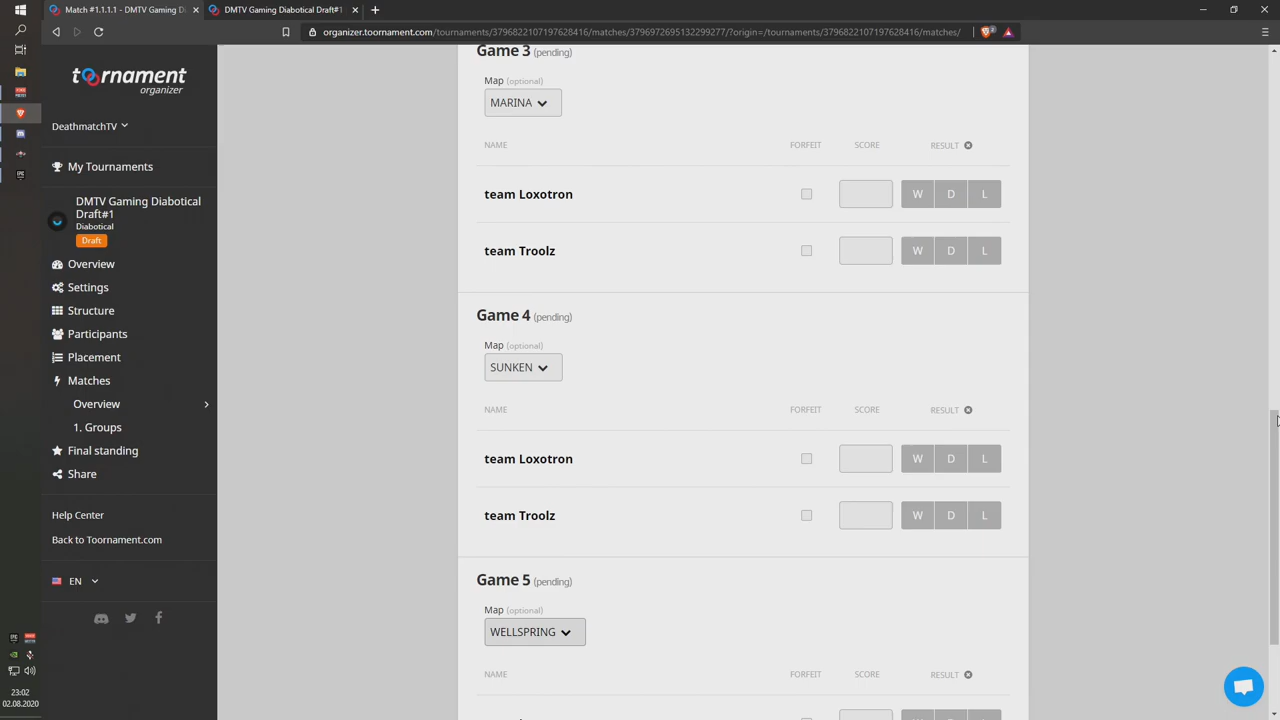 Match #1.1.1.1 - DMTV Gaming Di
DMTV Gaming Diabotical Draft#1
organizer.toornament.com/tournaments/3796822107197628416/matches/3796972695132299277/?origin=/tournaments/3796822107197628416/matches/
toornament
organizer
DeathmatchTV
My Tournaments
DMTV Gaming Diabotical
Draft#1
Diabotical
Draft
Overview
Settings
Structure
Participants
Placement
Matches
Overview
1. Groups
Final standing
Share
Help Center
Back to Toornament.com
EN
23:02
02.08.2020
Game 3 (pending)
Map (optional)
MARINA
NAME FORFEIT SCORE RESULT
team Loxotron W D L
team Troolz W D L
Game 4 (pending)
Map (optional)
SUNKEN
NAME FORFEIT SCORE RESULT
team Loxotron W D L
team Troolz W D L
Game 5 (pending)
Map (optional)
WELLSPRING
NAME FORFEIT SCORE RESULT